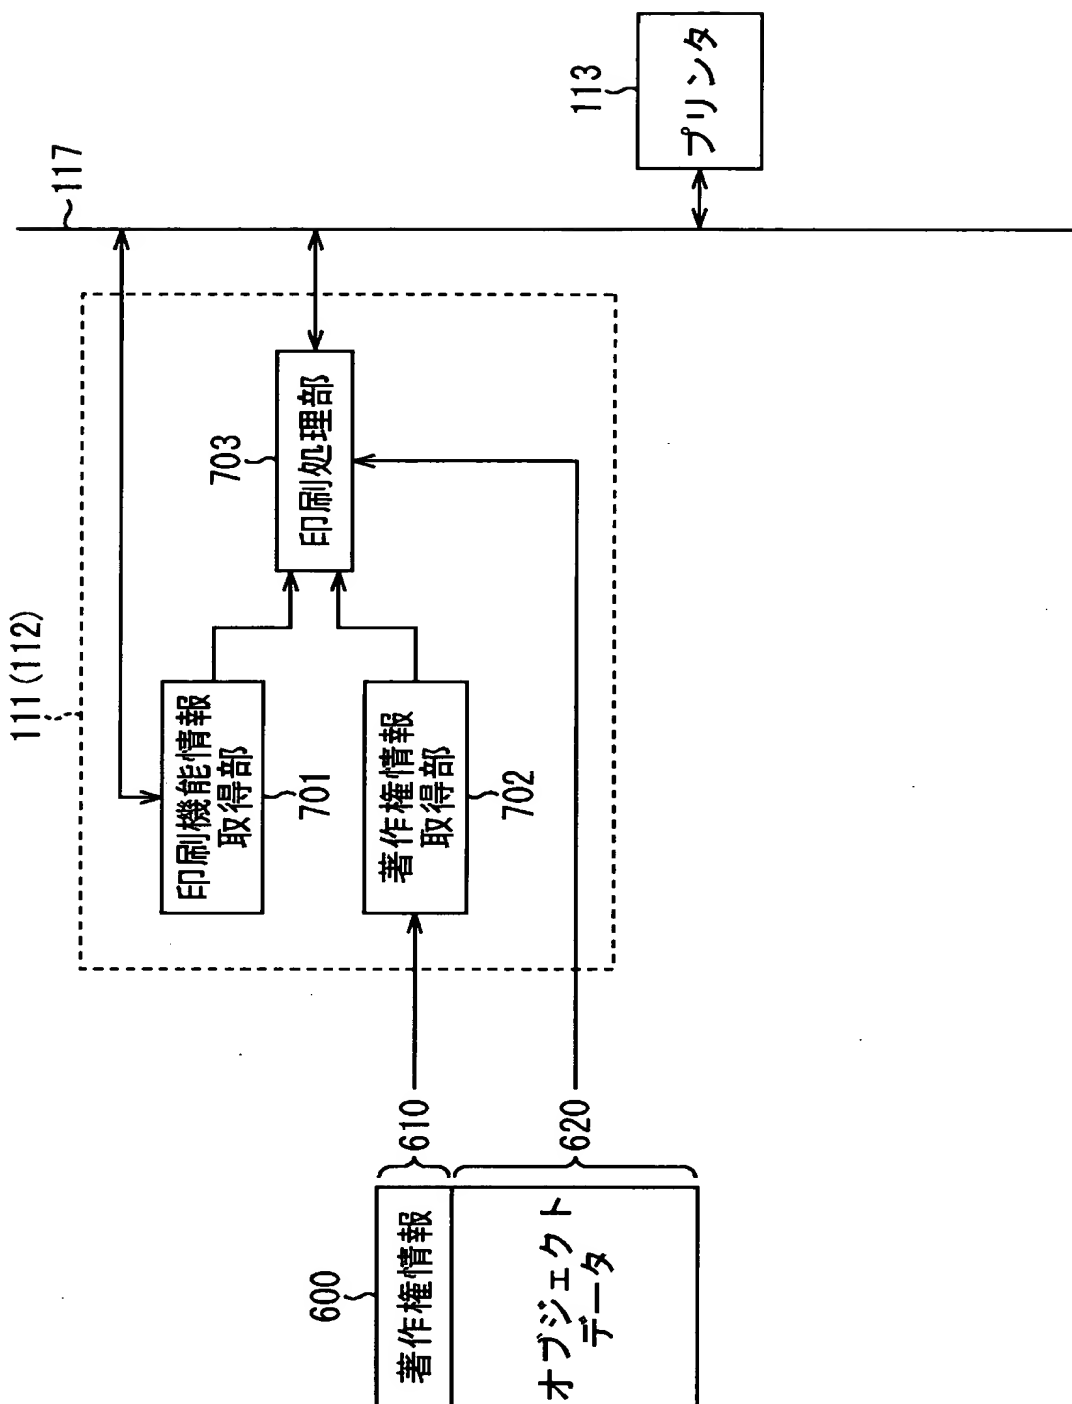 111(112)
117
印刷機能情報
取得部
701
703
印刷処理部
113
プリンタ
著作権情報
取得部
702
600
著作権情報
610
オブジェクト
データ
620